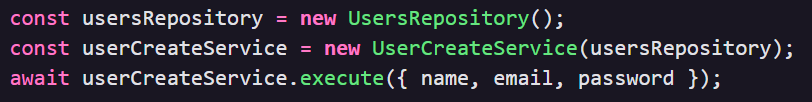 const usersRepository = new UsersRepository();
const userCreateService = new UserCreateService(usersRepository);
await userCreateService.execute({ name, email, password });